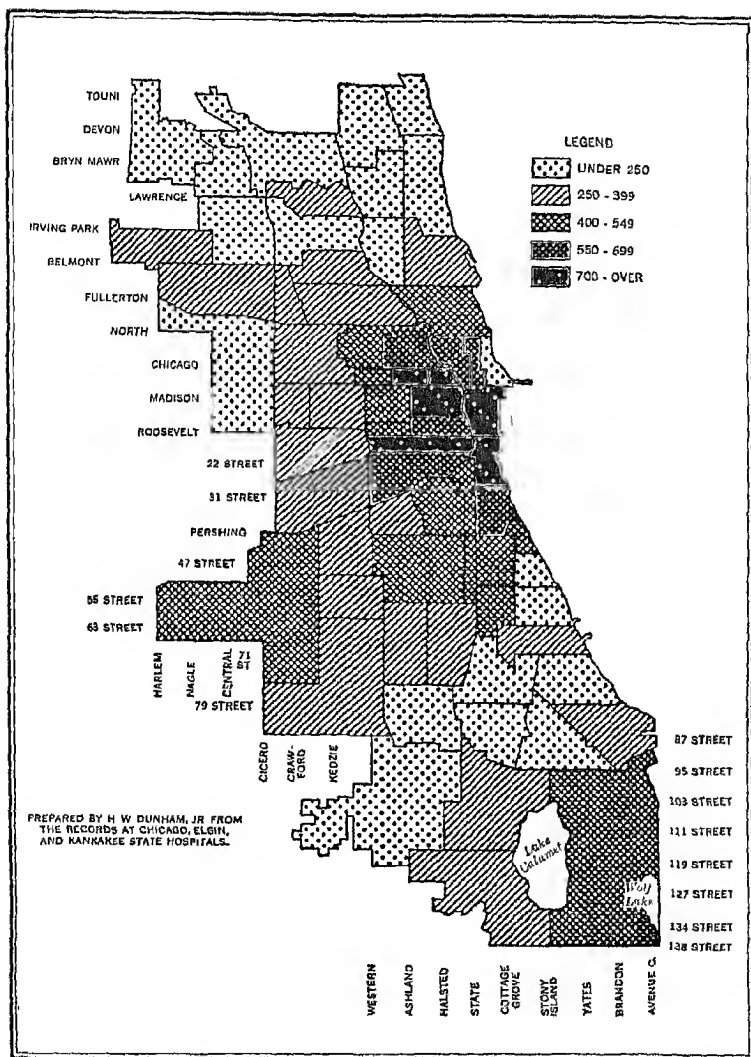 TOUNI
DEVON
BRYN MAWR
LAWRENCE
IRVING PARK
BELMONT
FULLERTON
NORTH
CHICAGO
MADISON
ROOSEVELT
22 STREET
31 STREET
PERSHING
47 STREET
55 STREET
63 STREET
HARLEM
NAGLE
CENTRAL
71 ST
79 STREET
CICERO
CRAW-
FORD
KEDZIE
LEGEND
UNDER 250
250 - 399
400 - 549
550 - 699
700 - OVER
87 STREET
95 STREET
103 STREET
111 STREET
119 STREET
127 STREET
134 STREET
138 STREET
Lake
Calumet
Wolf
Lake
PREPARED BY H W DUNHAM, JR FROM
THE RECORDS AT CHICAGO, ELGIN,
AND KANKAKEE STATE HOSPITALS.
WESTERN
ASHLAND
HALSTED
STATE
COTTAGE
GROVE
STONY
ISLAND
YATES
BRANDON
AVENUE O.